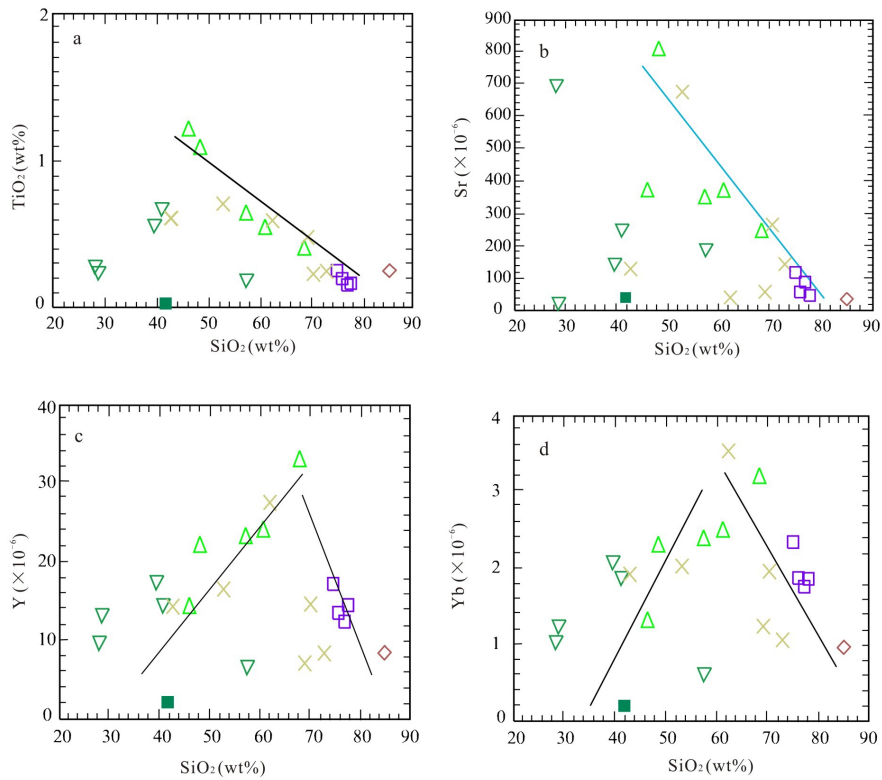 a
2
1
0
TiO₂(wt%)
20 30 40 50 60 70 80 90
SiO₂(wt%)
b
900
800
700
600
500
400
300
200
100
0
Sr(×10⁻⁶)
20 30 40 50 60 70 80 90
SiO₂(wt%)
c
40
30
20
10
0
Y(×10⁻⁶)
20 30 40 50 60 70 80 90
SiO₂(wt%)
d
4
3
2
1
0
Yb(×10⁻⁶)
20 30 40 50 60 70 80 90
SiO₂(wt%)